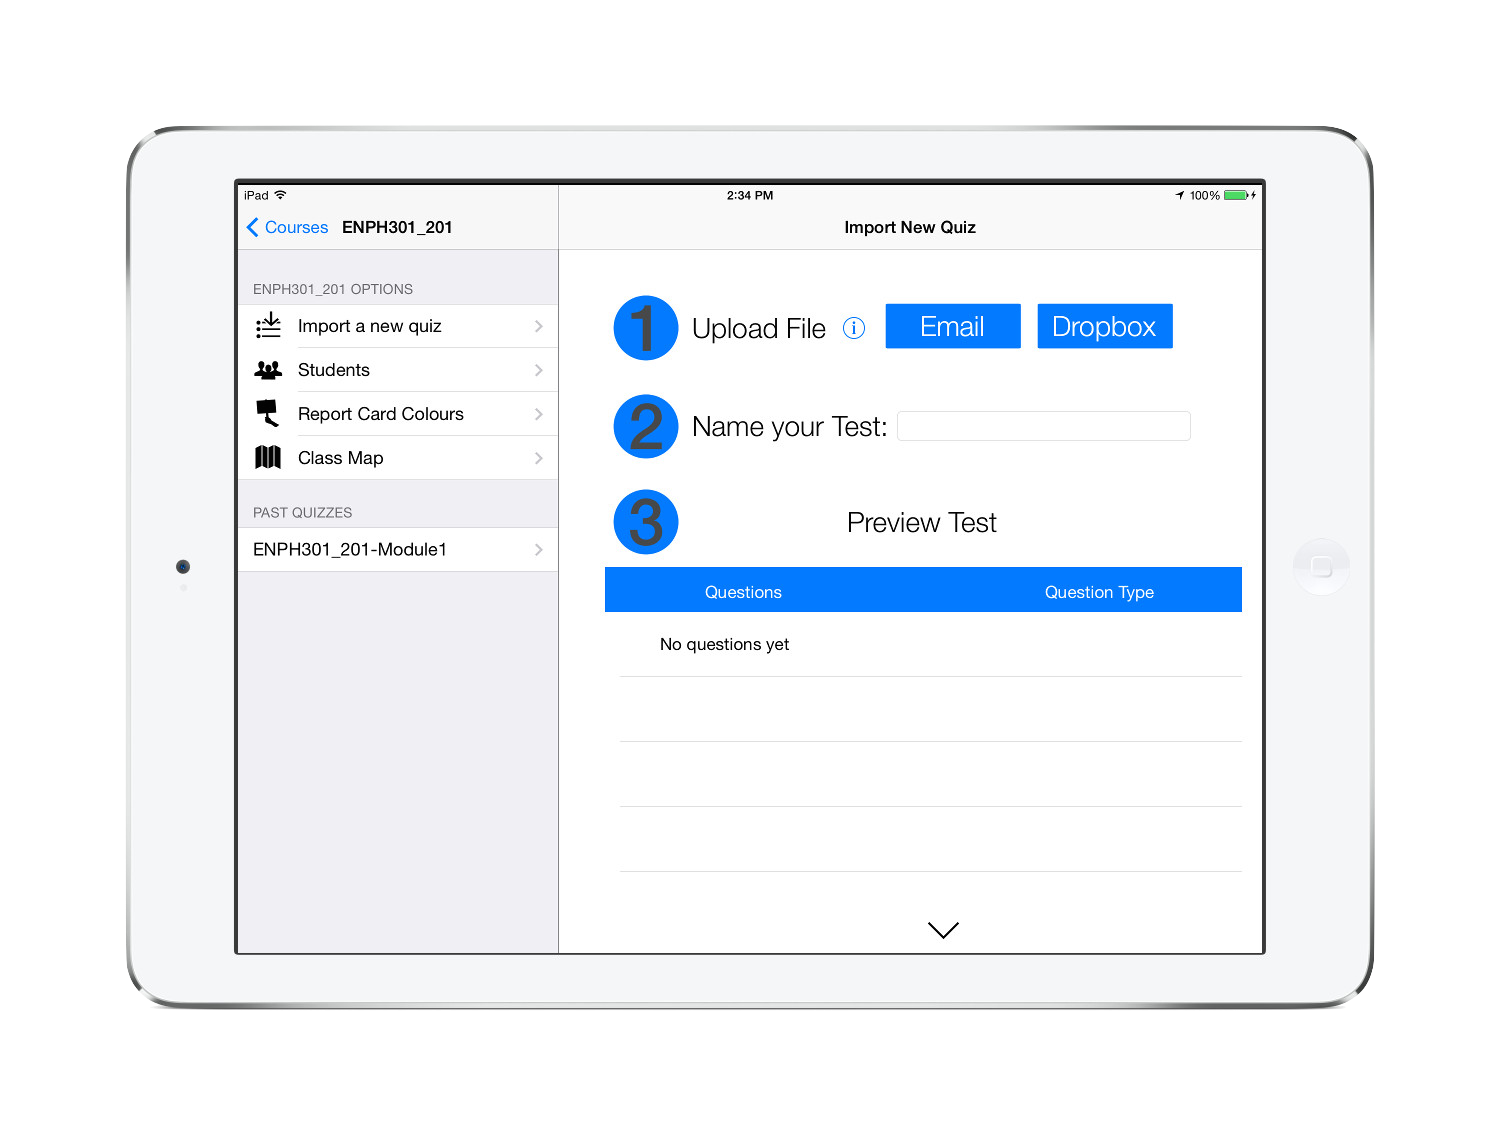 iPad 2:34 PM 100%
Courses ENPH301_201 Import New Quiz
ENPH301_201 OPTIONS
Import a new quiz
Students
Report Card Colours
Class Map
PAST QUIZZES
ENPH301_201-Module1
1 Upload File i Email Dropbox
2 Name your Test:
3 Preview Test
Questions Question Type
No questions yet